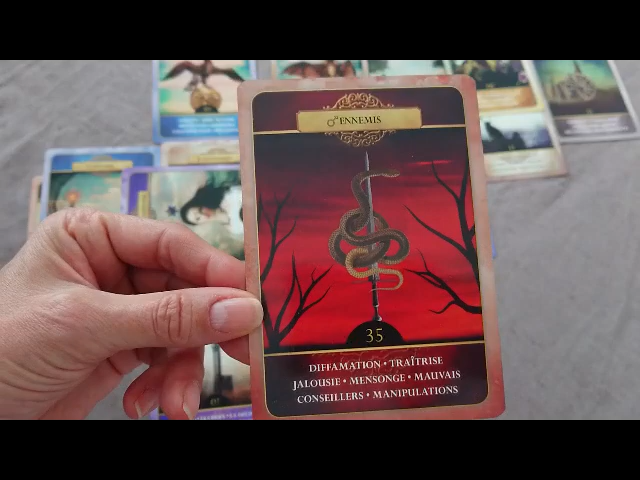 ♂ ENNEMIS
35
DIFFAMATION • TRAÎTRISE
JALOUSIE • MENSONGE • MAUVAIS
CONSEILLERS • MANIPULATIONS